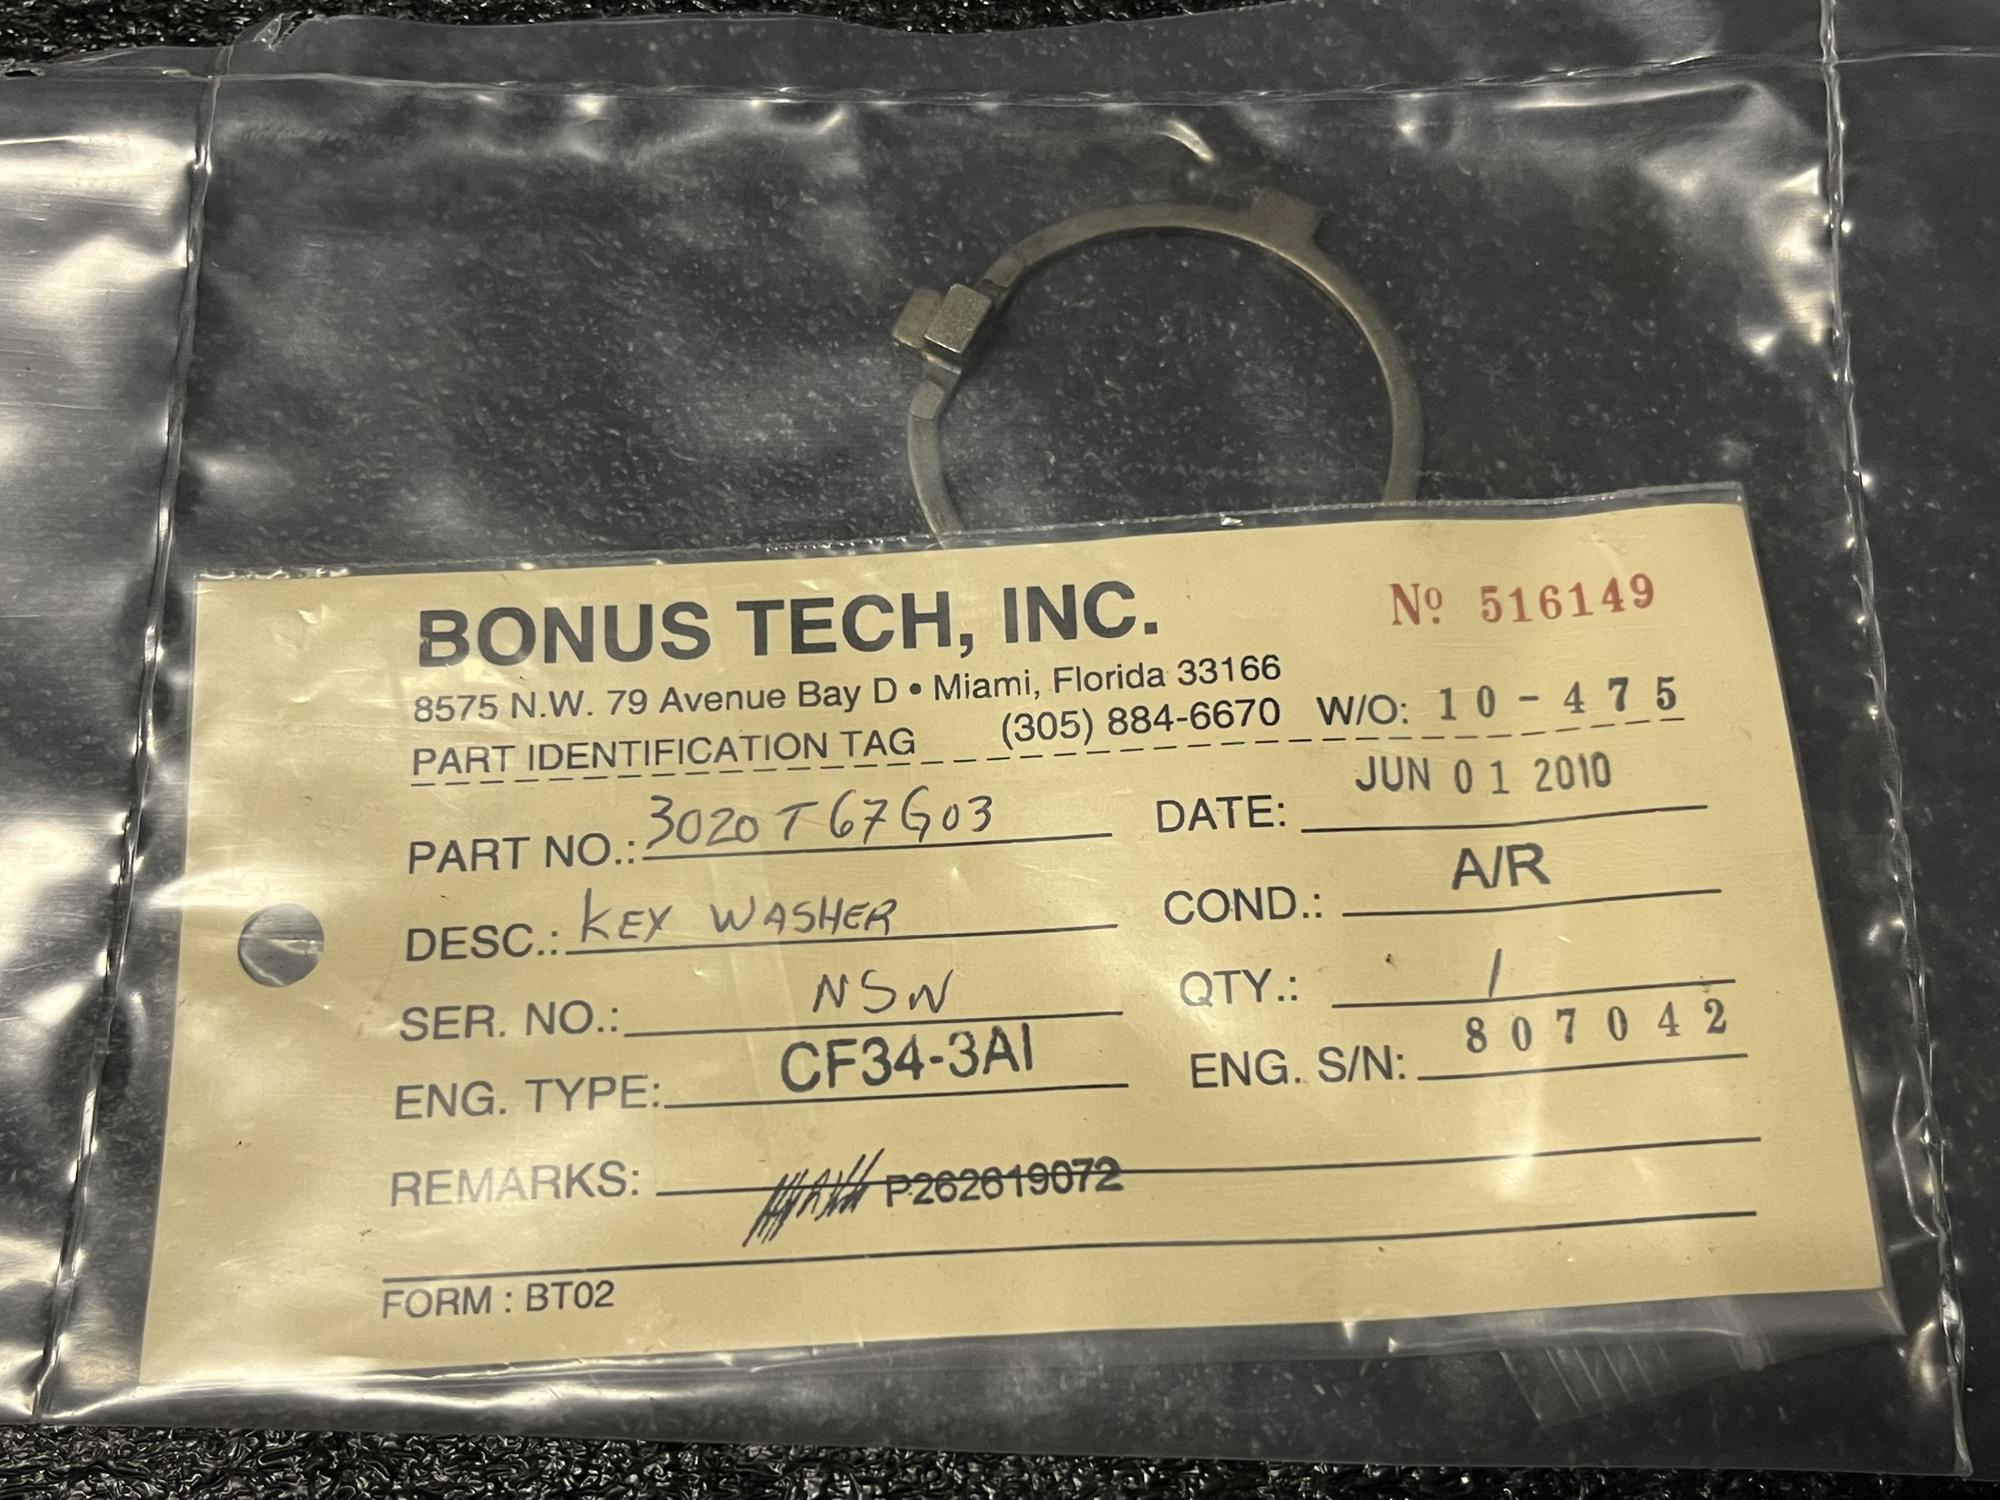 BONUS TECH, INC.
Nº 516149
8575 N.W. 79 Avenue Bay D • Miami, Florida 33166
PART IDENTIFICATION TAG (305) 884-6670 W/O: 10-475
PART NO.: 3020T67G03 DATE: JUN 01 2010
DESC.: KEY WASHER COND.: A/R
SER. NO.: NSN QTY.: 1
ENG. TYPE: CF34-3A1 ENG. S/N: 807042
REMARKS: P262619072
FORM : BT02